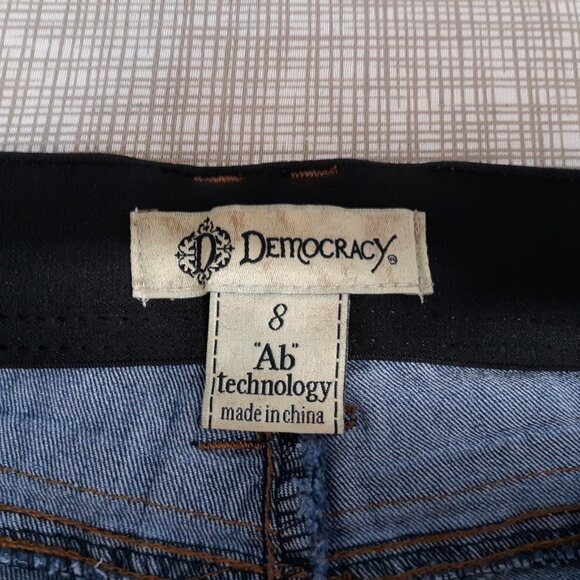 D DEMOCRACY®
8
"Ab"
technology
made in china